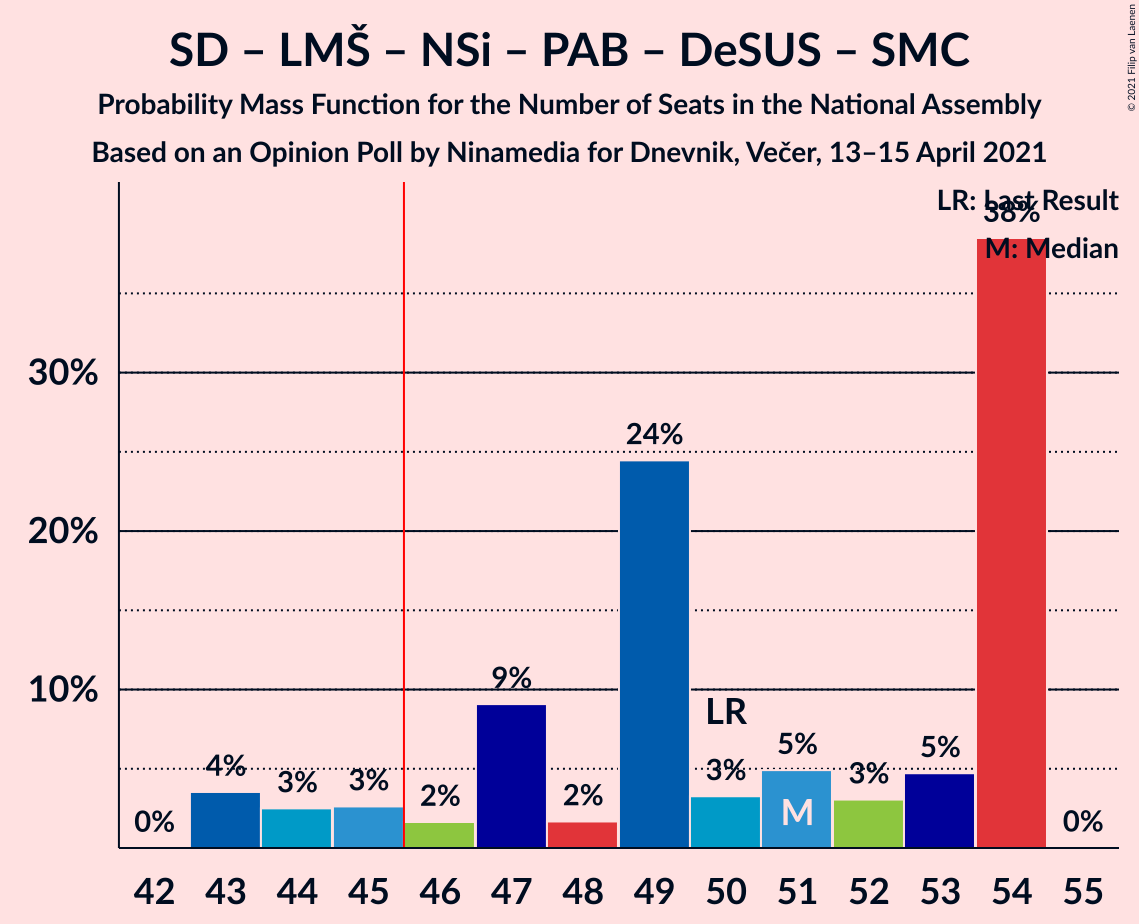 SD – LMŠ – NSi – PAB – DeSUS – SMC
Probability Mass Function for the Number of Seats in the National Assembly
Based on an Opinion Poll by Ninamedia for Dnevnik, Večer, 13–15 April 2021
© 2021 Filip van Laenen
LR: Last Result
M: Median
30%
20%
10%
0%
4%
3%
3%
2%
9%
2%
24%
LR
3%
5%
M
3%
5%
38%
0%
42 43 44 45 46 47 48 49 50 51 52 53 54 55